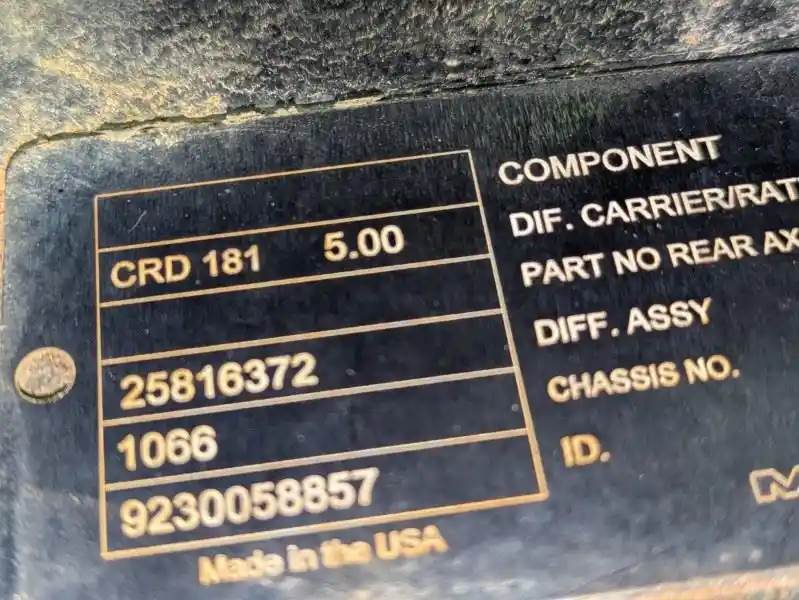 COMPONENT
CRD 181 5.00 DIF. CARRIER/RAT
PART NO REAR AX
25816372 DIFF. ASSY
1066 CHASSIS NO.
9230058857 ID.
Made in the USA
M